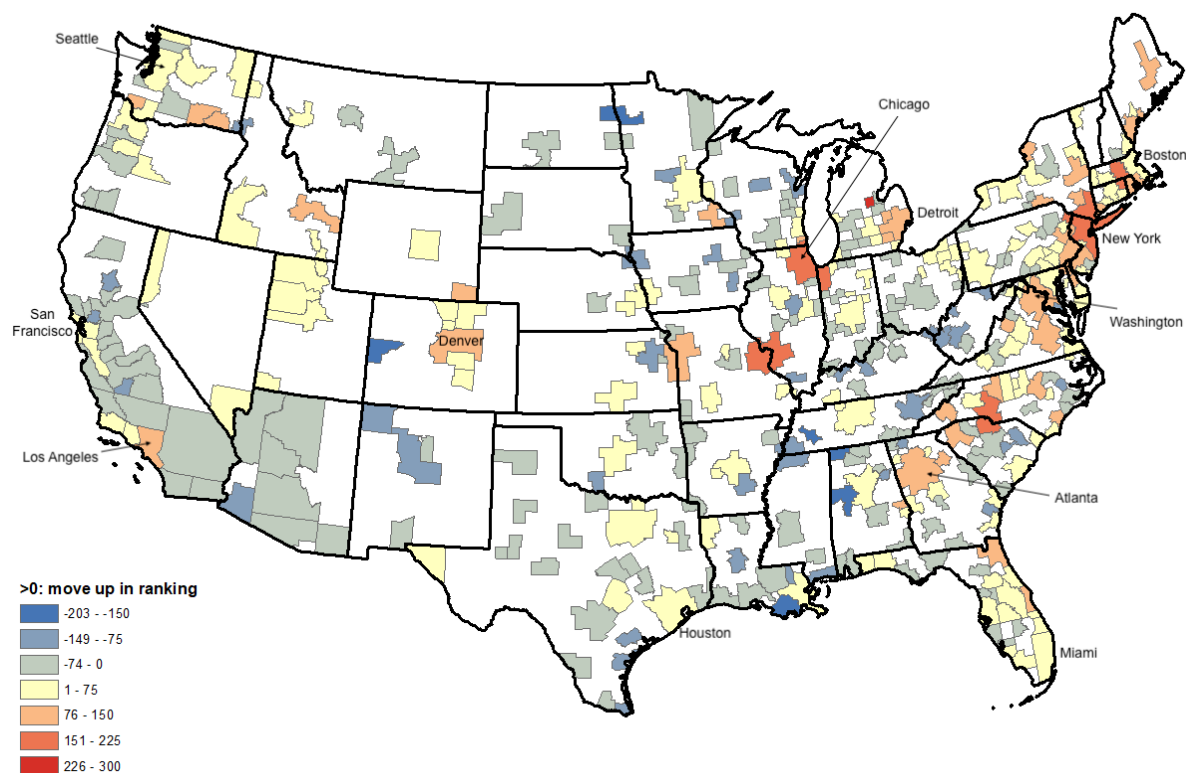 Seattle
Chicago
Boston
Detroit
New York
San
Francisco
Washington
Denver
Los Angeles
Atlanta
>0: move up in ranking
-203 - -150
-149 - -75
-74 - 0
Houston
1 - 75
Miami
76 - 150
151 - 225
226 - 300